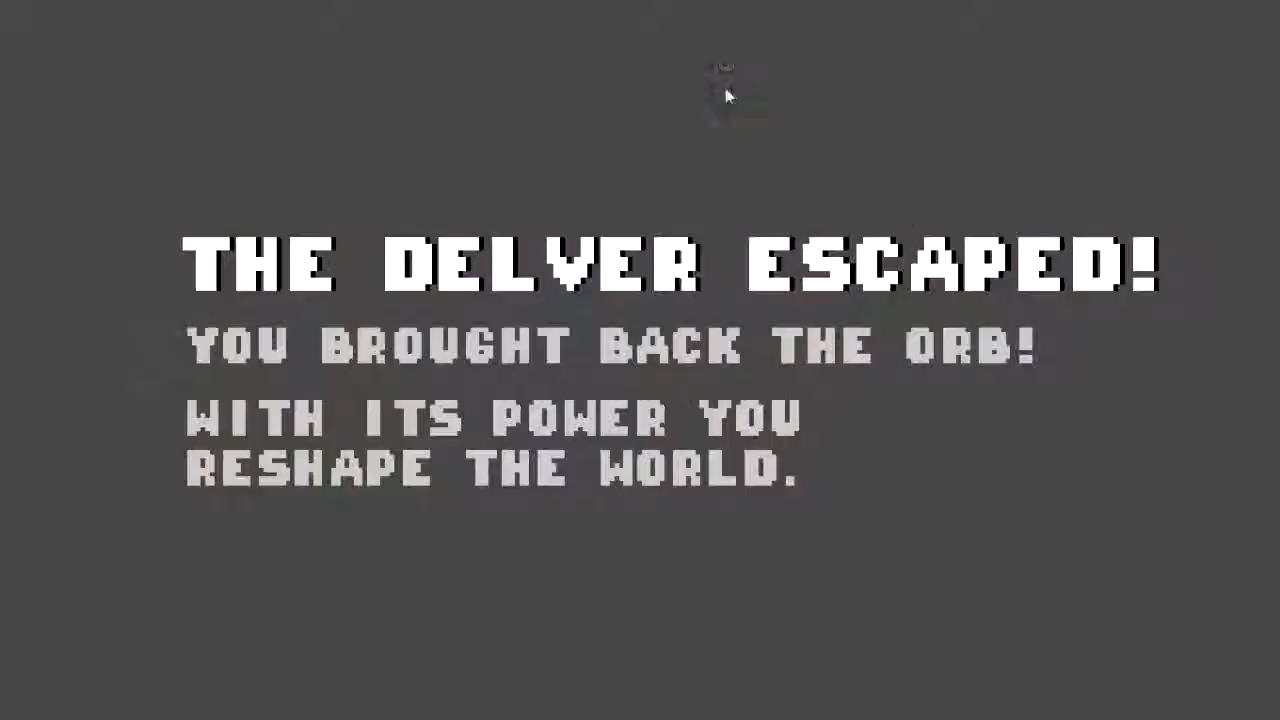 THE DELVER ESCAPED!
YOU BROUGHT BACK THE ORB!
WITH ITS POWER YOU
RESHAPE THE WORLD.